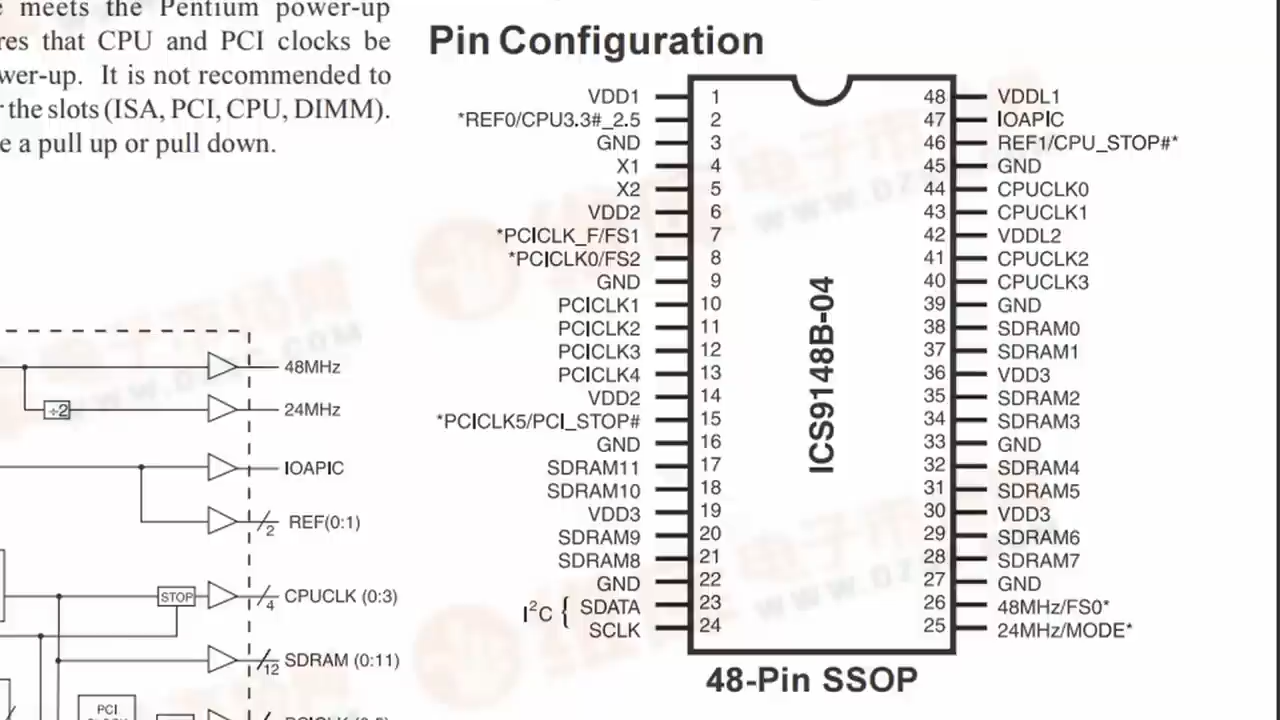 e meets the Pentium power-up
res that CPU and PCI clocks be
wer-up. It is not recommended to
r the slots (ISA, PCI, CPU, DIMM).
e a pull up or pull down.
48MHz
÷2
24MHz
IOAPIC
REF(0:1)
2
STOP
CPUCLK (0:3)
4
SDRAM (0:11)
12
PCI
Pin Configuration
VDD1 1
*REF0/CPU3.3#_2.5 2
GND 3
X1 4
X2 5
VDD2 6
*PCICLK_F/FS1 7
*PCICLK0/FS2 8
GND 9
PCICLK1 10
PCICLK2 11
PCICLK3 12
PCICLK4 13
VDD2 14
*PCICLK5/PCI_STOP# 15
GND 16
SDRAM11 17
SDRAM10 18
VDD3 19
SDRAM9 20
SDRAM8 21
GND 22
I²C { SDATA 23
SCLK 24
ICS9148B-04
48 VDDL1
47 IOAPIC
46 REF1/CPU_STOP#*
45 GND
44 CPUCLK0
43 CPUCLK1
42 VDDL2
41 CPUCLK2
40 CPUCLK3
39 GND
38 SDRAM0
37 SDRAM1
36 VDD3
35 SDRAM2
34 SDRAM3
33 GND
32 SDRAM4
31 SDRAM5
30 VDD3
29 SDRAM6
28 SDRAM7
27 GND
26 48MHz/FS0*
25 24MHz/MODE*
48-Pin SSOP